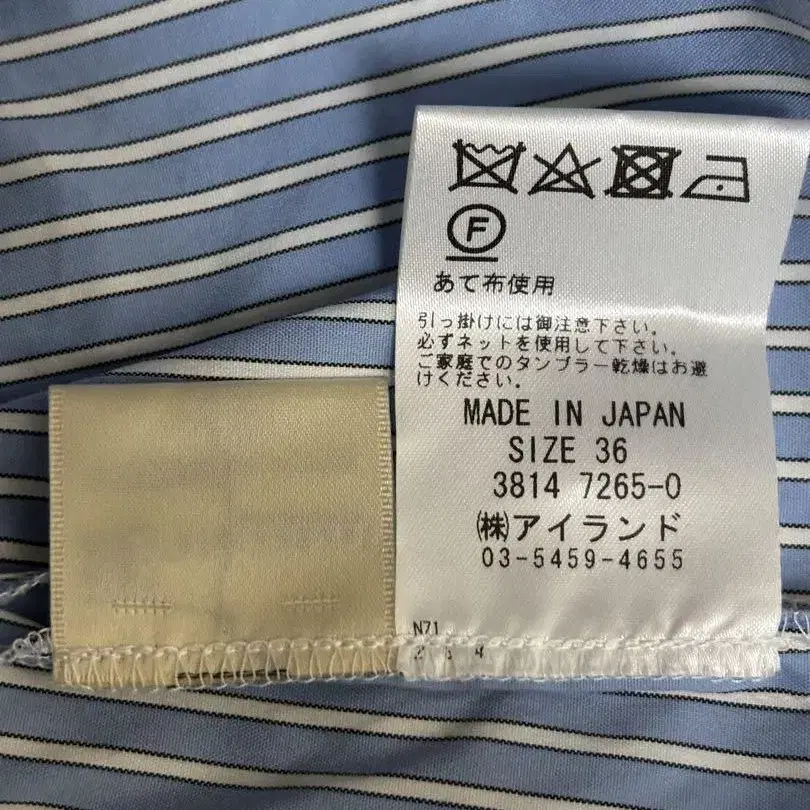 F
あて布使用
引っ掛けには御注意下さい。
必ずネットを使用して下さい。
ご家庭でのタンブラー乾燥はお避
けください。
MADE IN JAPAN
SIZE 36
3814 7265-0
㈱アイランド
03-5459-4655
N71